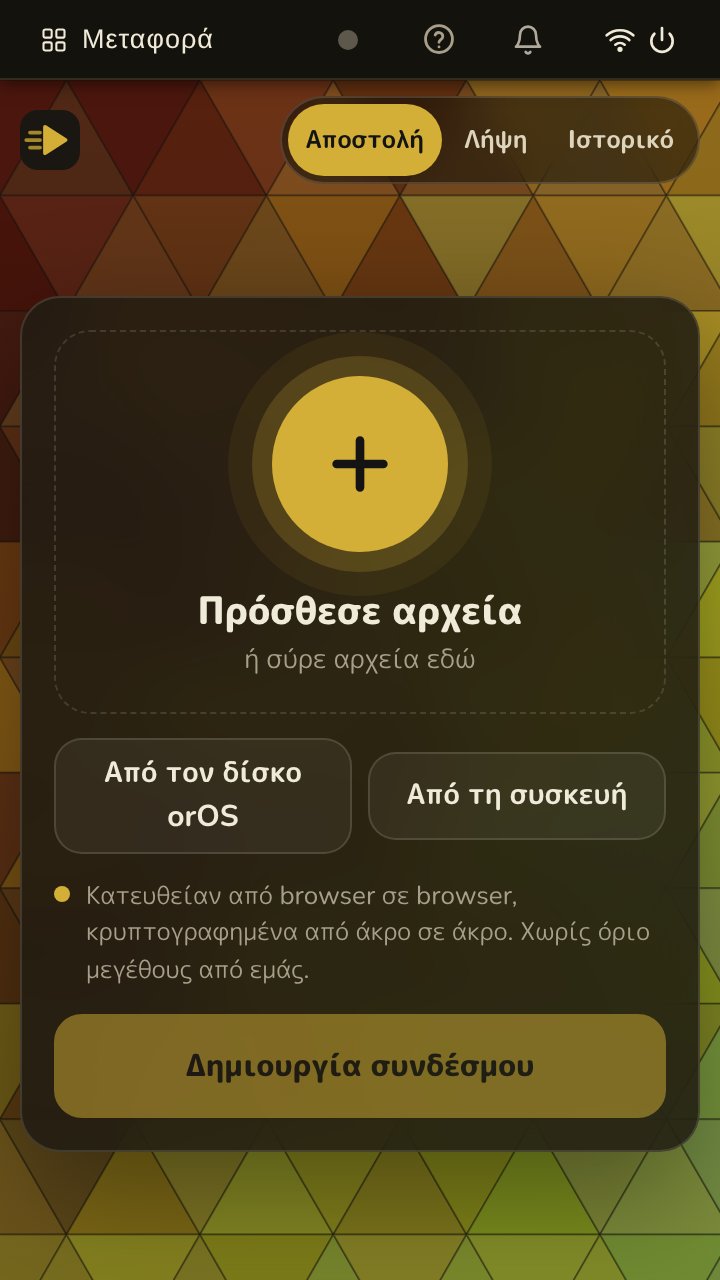 Μεταφορά
Αποστολή Λήψη Ιστορικό
Πρόσθεσε αρχεία
ή σύρε αρχεία εδώ
Από τον δίσκο
orOS
Από τη συσκευή
Κατευθείαν από browser σε browser,
κρυπτογραφημένα από άκρο σε άκρο. Χωρίς όριο
μεγέθους από εμάς.
Δημιουργία συνδέσμου